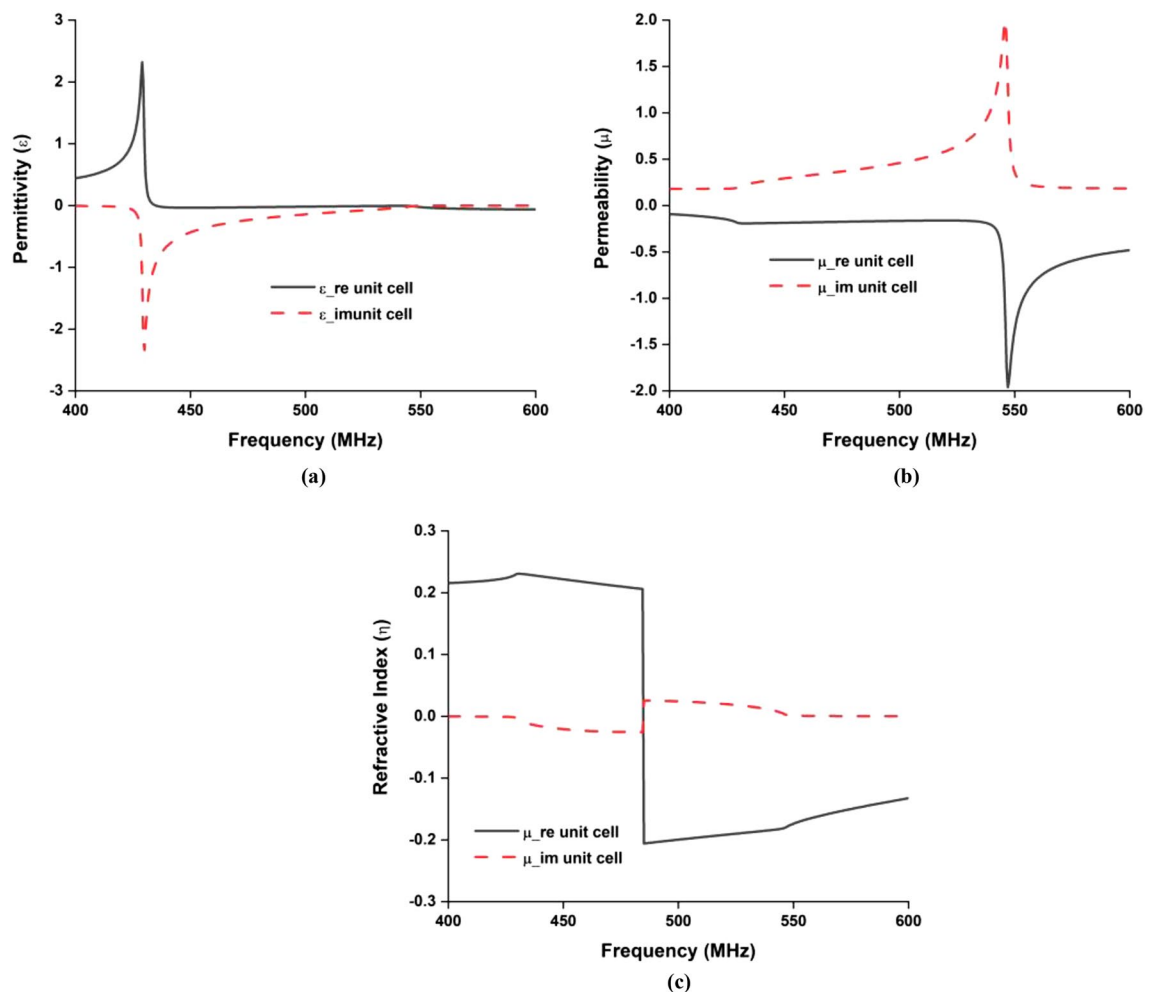 3
2
1
0
-1
-2
-3
Permittivity (ε)
ε_re unit cell
ε_imunit cell
400 450 500 550 600
Frequency (MHz)
(a)
2.0
1.5
1.0
0.5
0.0
-0.5
-1.0
-1.5
-2.0
Permeability (μ)
μ_re unit cell
μ_im unit cell
400 450 500 550 600
Frequency (MHz)
(b)
0.3
0.2
0.1
0.0
-0.1
-0.2
-0.3
Refractive Index (η)
μ_re unit cell
μ_im unit cell
400 450 500 550 600
Frequency (MHz)
(c)